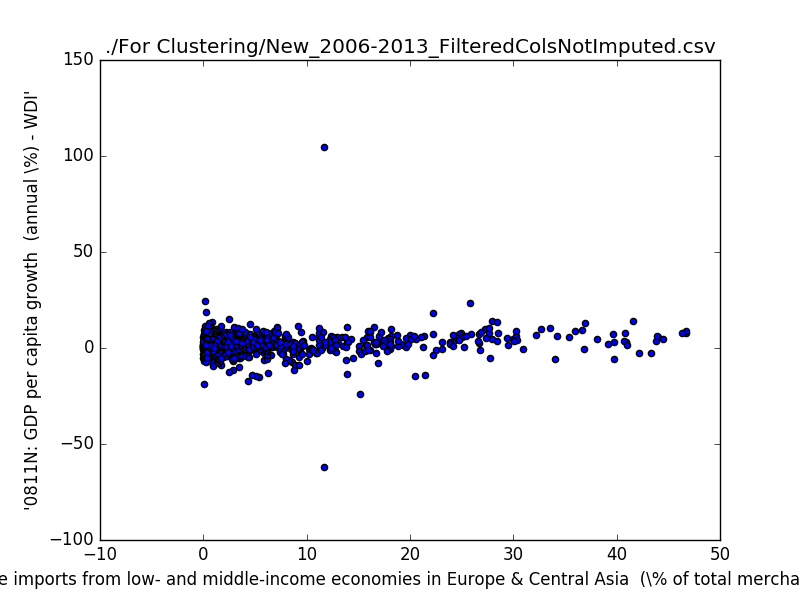 ./For Clustering/New_2006-2013_FilteredColsNotImputed.csv
150
100
50
0
−50
−100
'0811N: GDP per capita growth  (annual \%) - WDI'
−10 0 10 20 30 40 50
e imports from low- and middle-income economies in Europe & Central Asia  (\% of total mercha